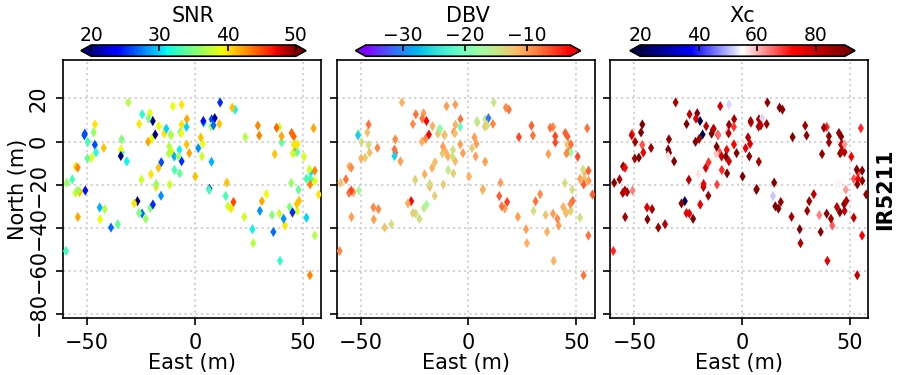 SNR DBV Xc
20 30 40 50 −30 −20 −10 20 40 60 80
20
0
−20
−40
−60
−80
North (m)
−50 0 50 −50 0 50 −50 0 50
East (m) East (m) East (m)
IR5211